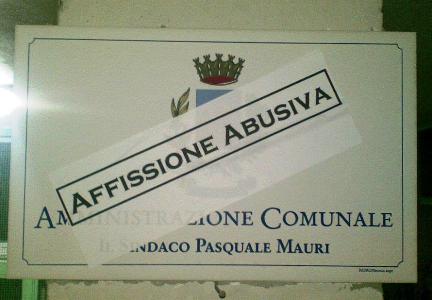 AFFISSIONE ABUSIVA
AMMINISTRAZIONE COMUNALE
IL SINDACO PASQUALE MAURI